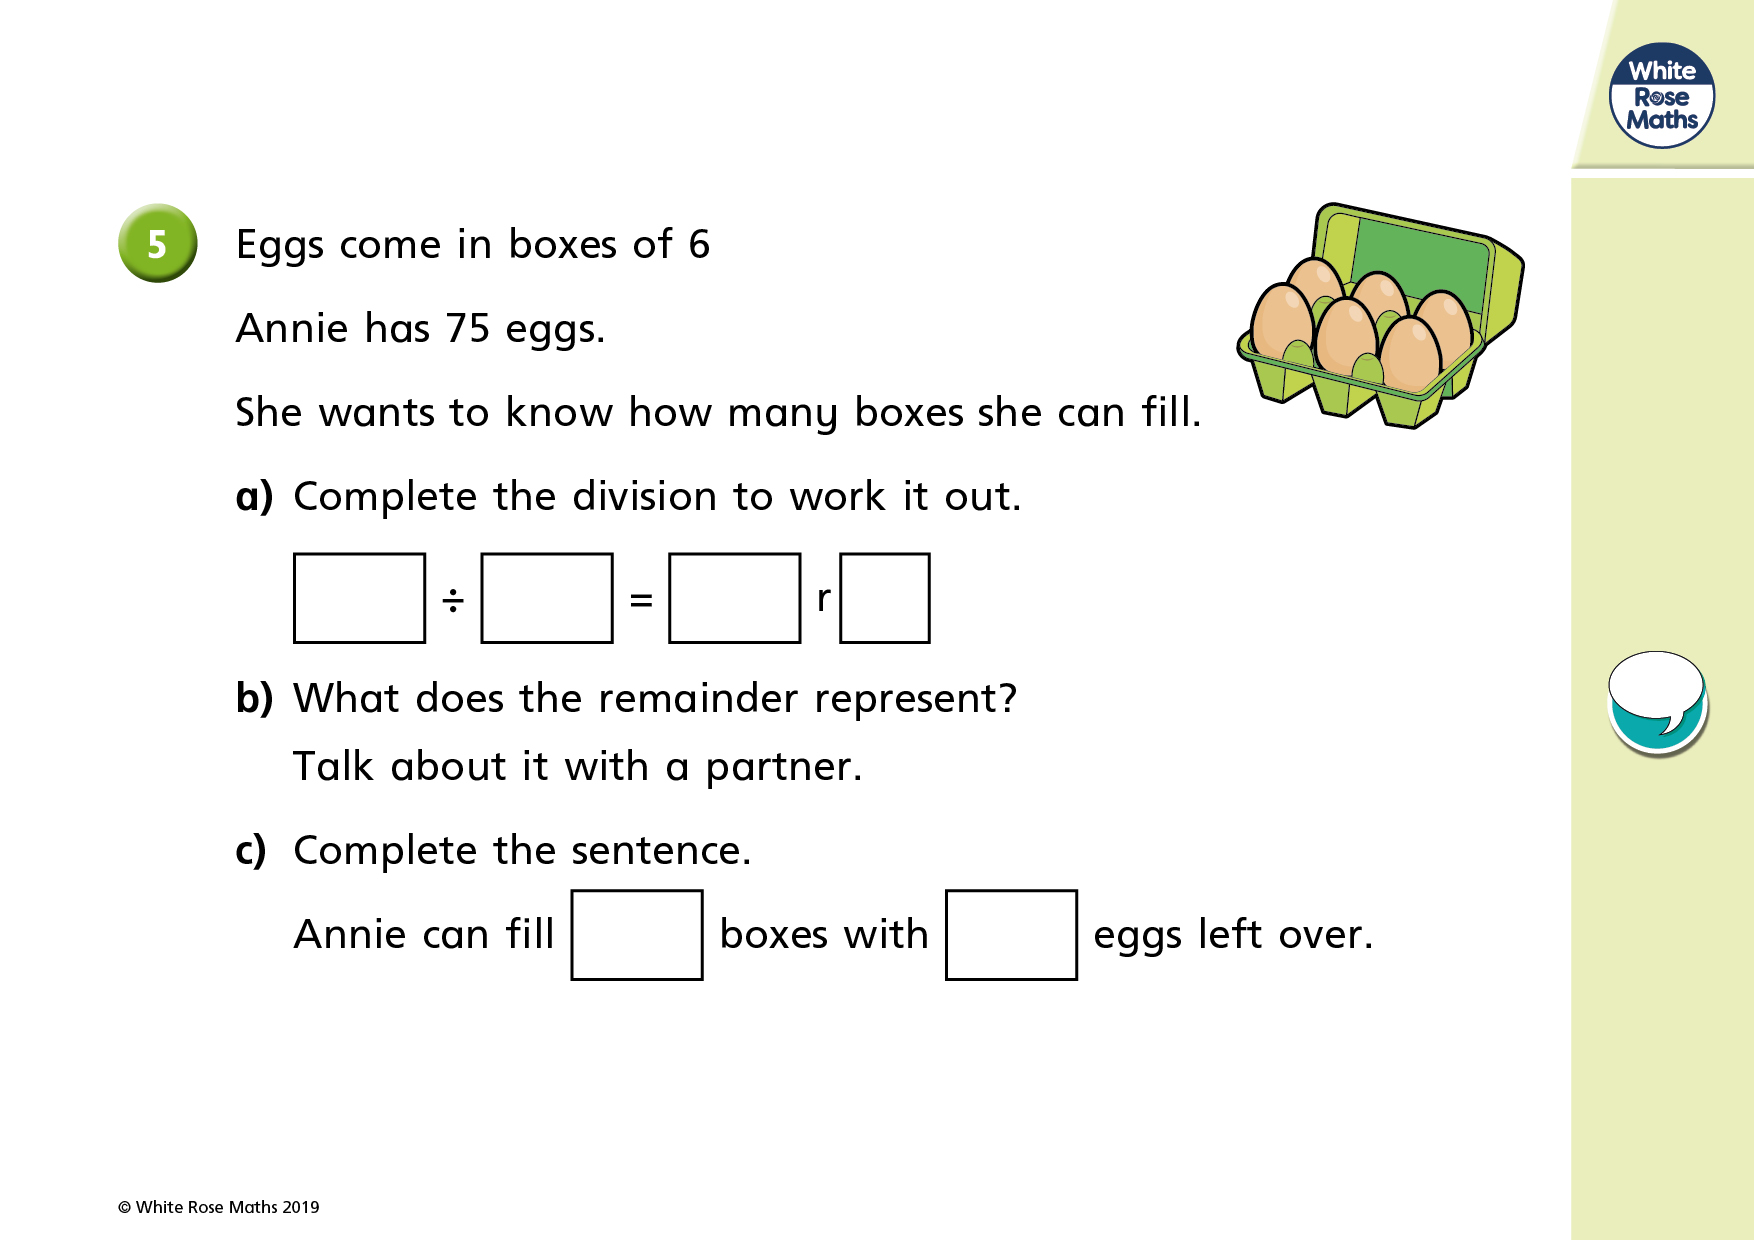 White
Rose
Maths
5 Eggs come in boxes of 6
Annie has 75 eggs.
She wants to know how many boxes she can fill.
a) Complete the division to work it out.
÷ = r
b) What does the remainder represent?
Talk about it with a partner.
c) Complete the sentence.
Annie can fill boxes with eggs left over.
© White Rose Maths 2019